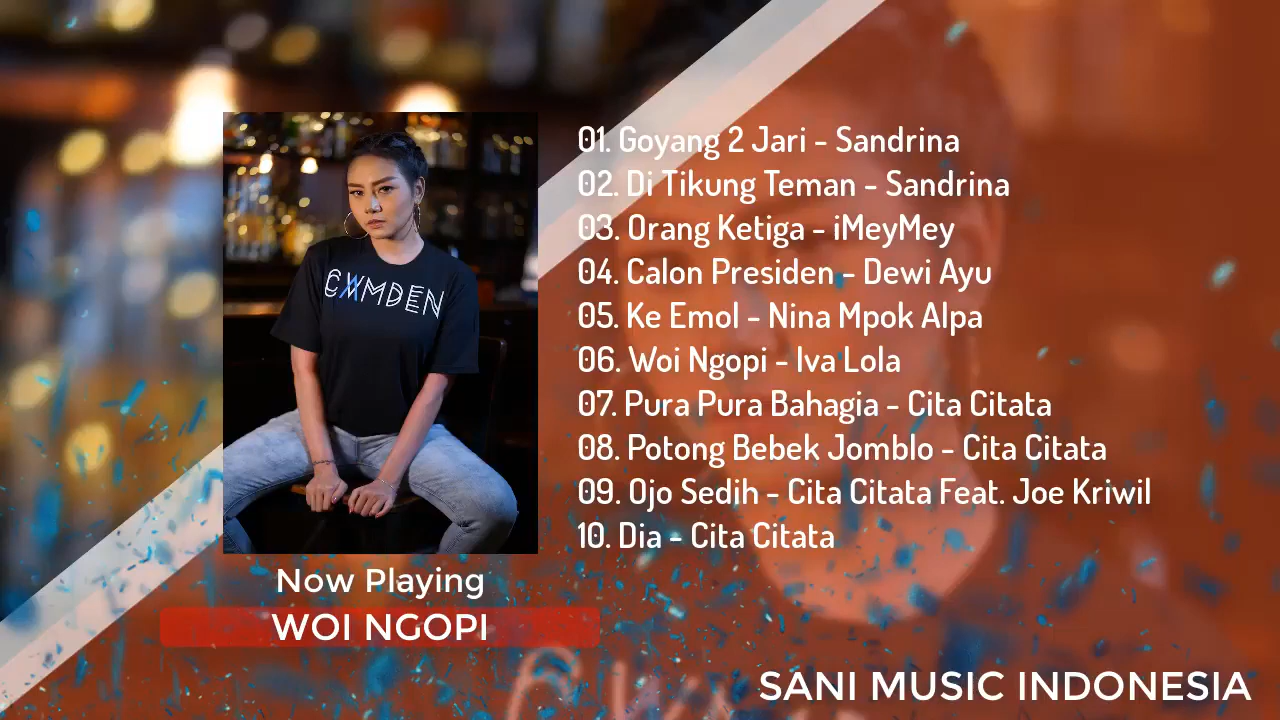 01. Goyang 2 Jari - Sandrina
02. Di Tikung Teman - Sandrina
03. Orang Ketiga - iMeyMey
04. Calon Presiden - Dewi Ayu
05. Ke Emol - Nina Mpok Alpa
06. Woi Ngopi - Iva Lola
07. Pura Pura Bahagia - Cita Citata
08. Potong Bebek Jomblo - Cita Citata
09. Ojo Sedih - Cita Citata Feat. Joe Kriwil
10. Dia - Cita Citata
CAMDEN
Now Playing
WOI NGOPI
SANI MUSIC INDONESIA